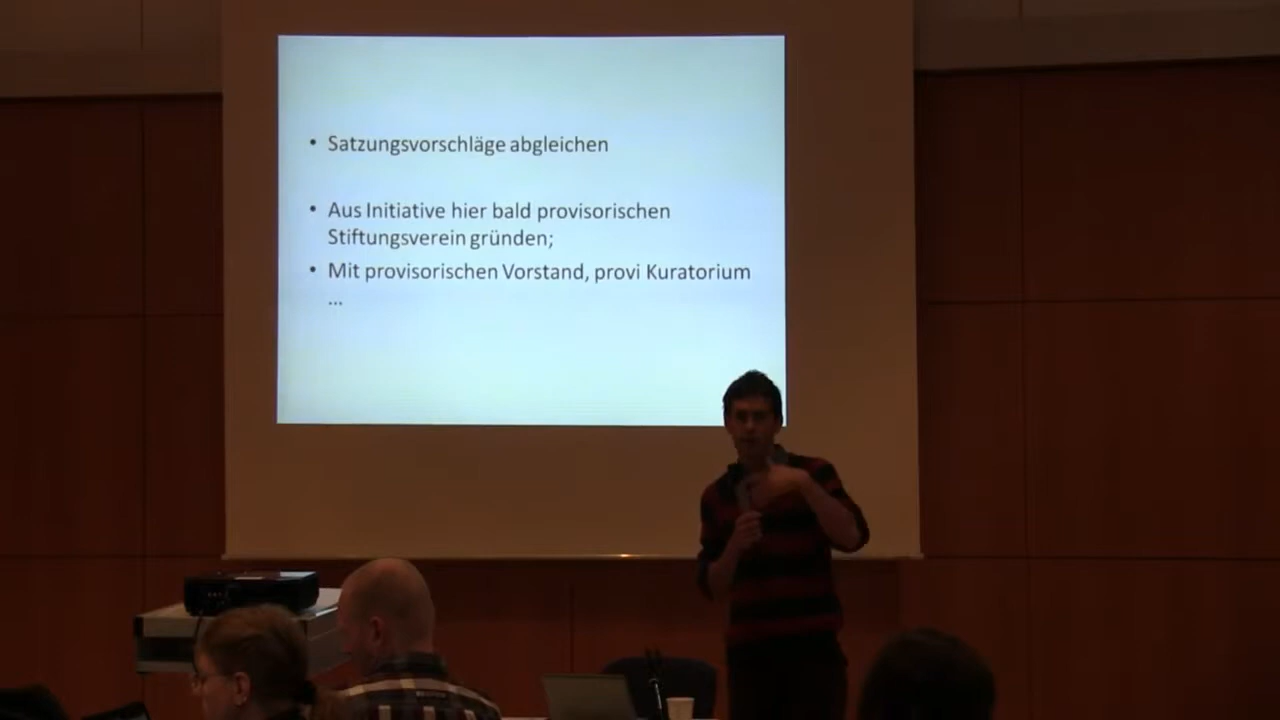 • Satzungsvorschläge abgleichen
• Aus Initiative hier bald provisorischen
Stiftungsverein gründen;
• Mit provisorischen Vorstand, provi Kuratorium
...